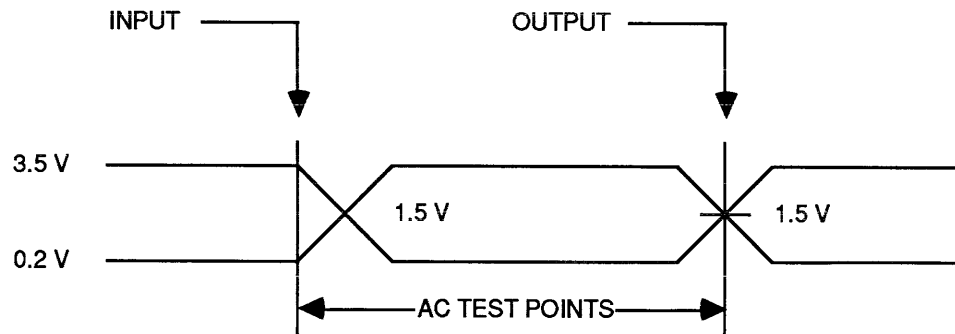 INPUT
OUTPUT
3.5 V
1.5 V
1.5 V
0.2 V
AC TEST POINTS